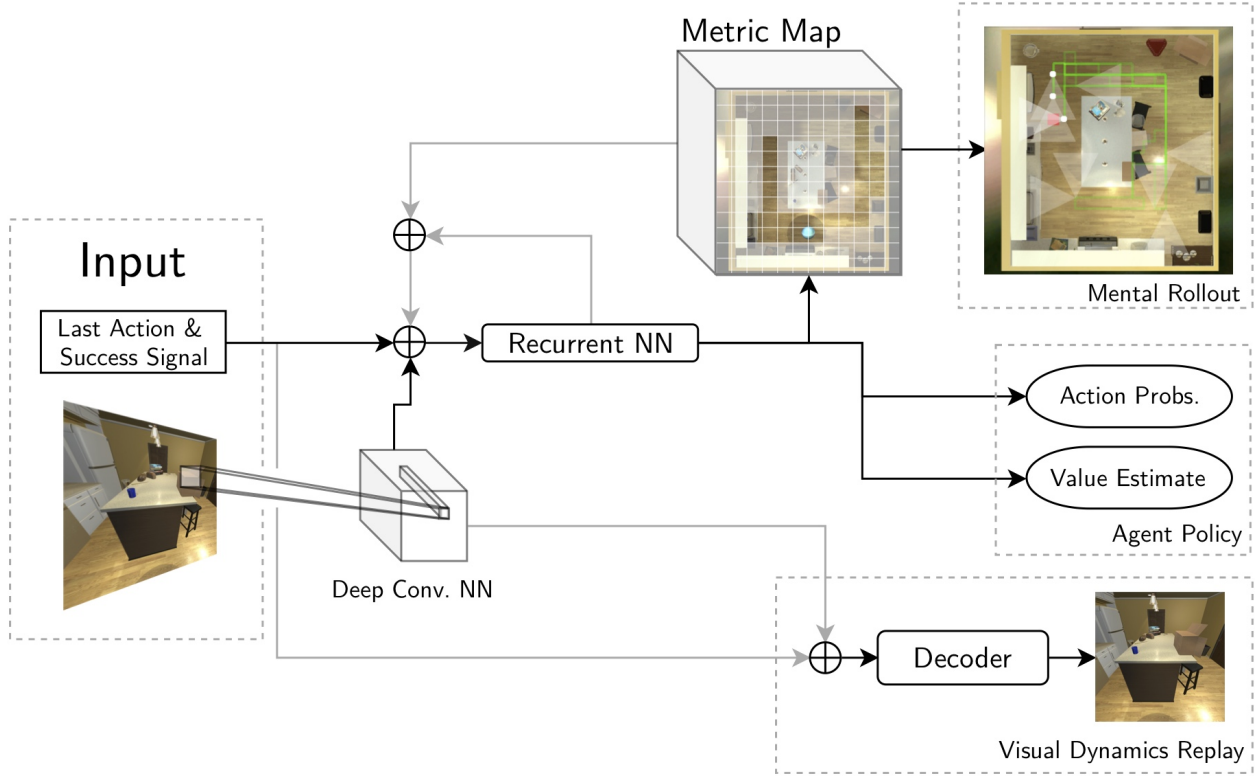 Metric Map
Mental Rollout
Input
Last Action &
Success Signal
Recurrent NN
Action Probs.
Value Estimate
Agent Policy
Deep Conv. NN
Decoder
Visual Dynamics Replay